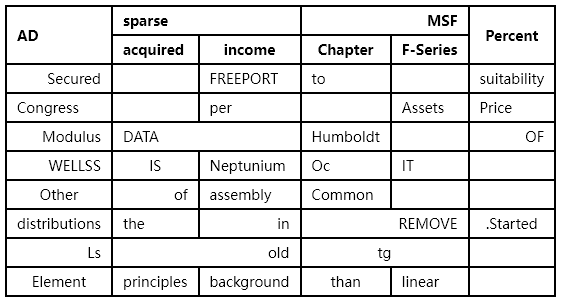 AD sparse MSF Percent
acquired income Chapter F-Series
Secured FREEPORT to suitability
Congress per Assets Price
Modulus DATA Humboldt OF
WELLSS IS Neptunium Oc IT
Other of assembly Common
distributions the in REMOVE .Started
Ls old tg
Element principles background than linear